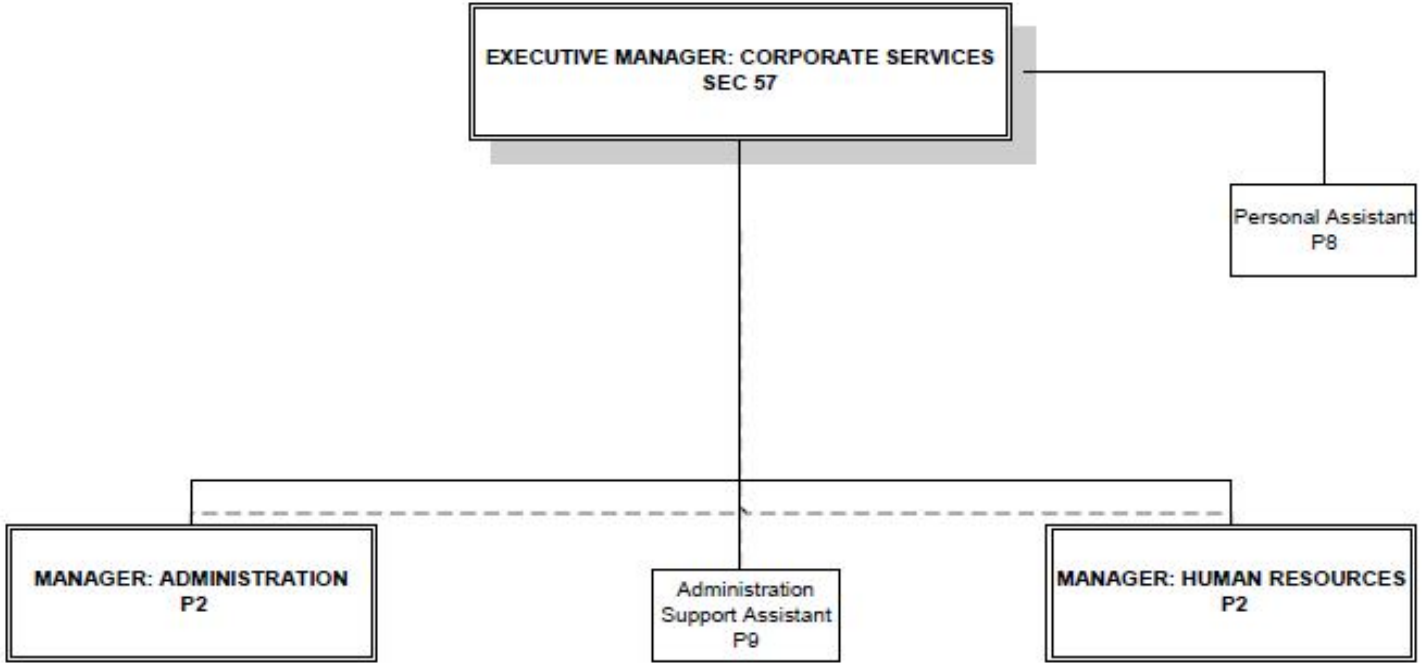 EXECUTIVE MANAGER: CORPORATE SERVICES
SEC 57
Personal Assistant
P8
MANAGER: ADMINISTRATION
P2
Administration
Support Assistant
P9
MANAGER: HUMAN RESOURCES
P2